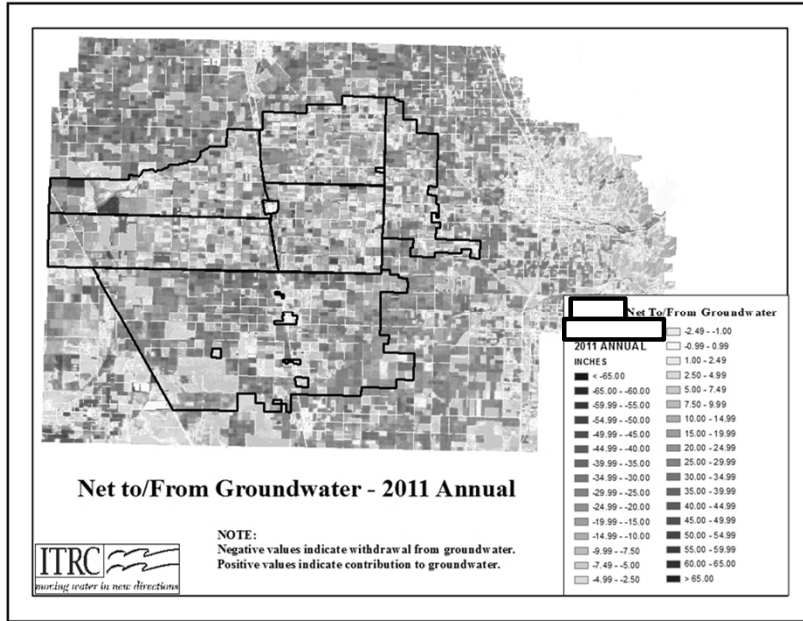 Net To/From Groundwater
2011 ANNUAL
INCHES
< -65.00
-65.00 - -60.00
-59.99 - -55.00
-54.99 - -50.00
-49.99 - -45.00
-44.99 - -40.00
-39.99 - -35.00
-34.99 - -30.00
-29.99 - -25.00
-24.99 - -20.00
-19.99 - -15.00
-14.99 - -10.00
-9.99 - -7.50
-7.49 - -5.00
-4.99 - -2.50
-2.49 - -1.00
-0.99 - 0.99
1.00 - 2.49
2.50 - 4.99
5.00 - 7.49
7.50 - 9.99
10.00 - 14.99
15.00 - 19.99
20.00 - 24.99
25.00 - 29.99
30.00 - 34.99
35.00 - 39.99
40.00 - 44.99
45.00 - 49.99
50.00 - 54.99
55.00 - 59.99
60.00 - 65.00
> 65.00
Net to/From Groundwater - 2011 Annual
NOTE:
Negative values indicate withdrawal from groundwater.
Positive values indicate contribution to groundwater.
ITRC
moving water in new directions